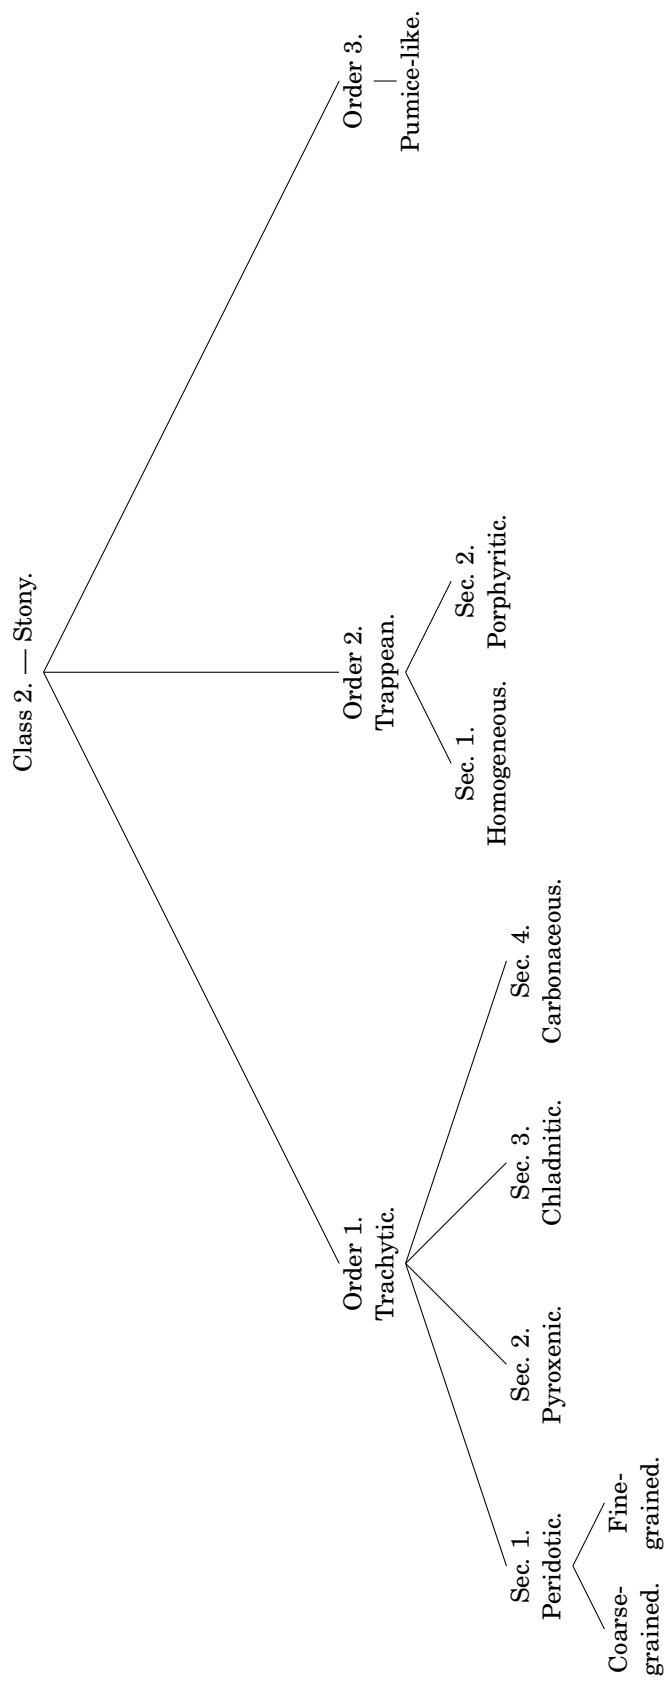 Class 2. — Stony.
Order 1.
Trachytic.
Order 2.
Trappean.
Order 3.
Pumice-like.
Sec. 1.
Peridotic.
Sec. 2.
Pyroxenic.
Sec. 3.
Chladnitic.
Sec. 4.
Carbonaceous.
Sec. 1.
Homogeneous.
Sec. 2.
Porphyritic.
Coarse-
grained.
Fine-
grained.